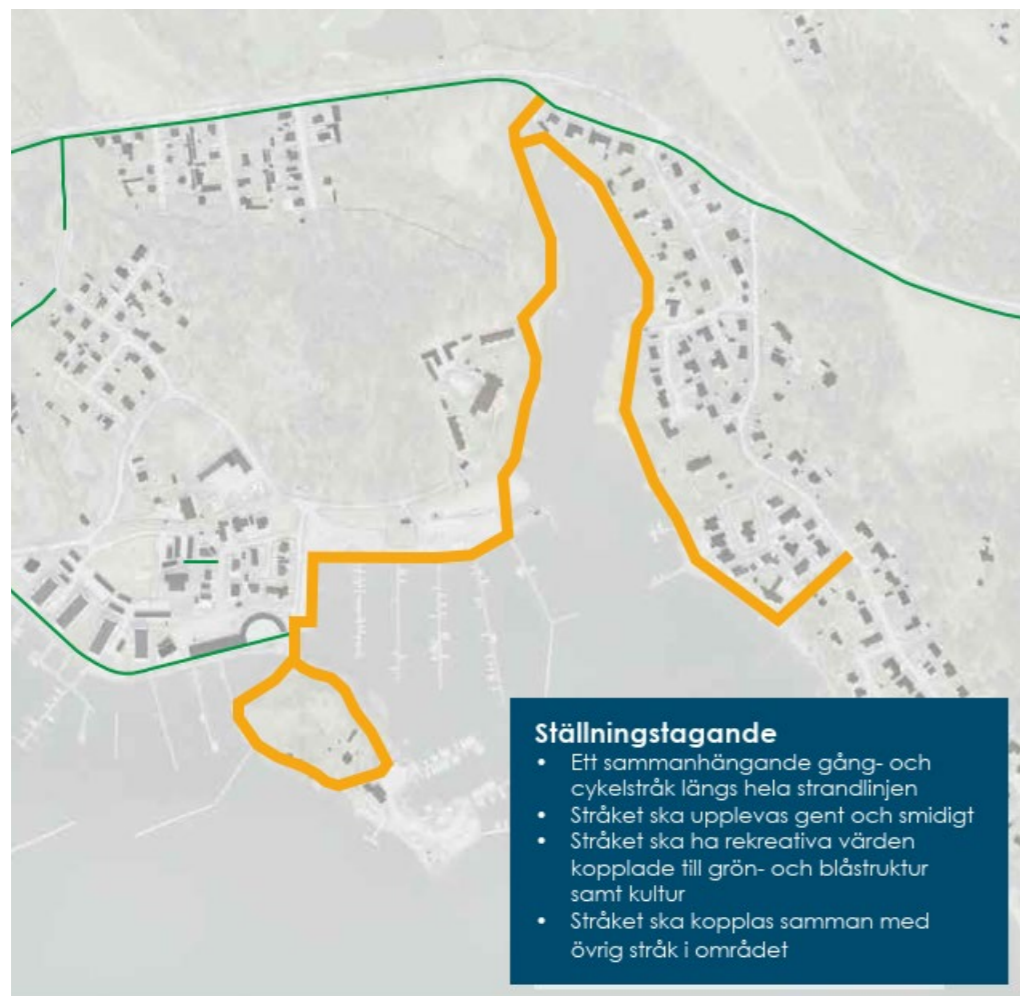 Ställningstagande
• Ett sammanhängande gång- och
cykelstråk längs hela strandlinjen
• Stråket ska upplevas gent och smidigt
• Stråket ska ha rekreativa värden
kopplade till grön- och blåstruktur
samt kultur
• Stråket ska kopplas samman med
övrig stråk i området